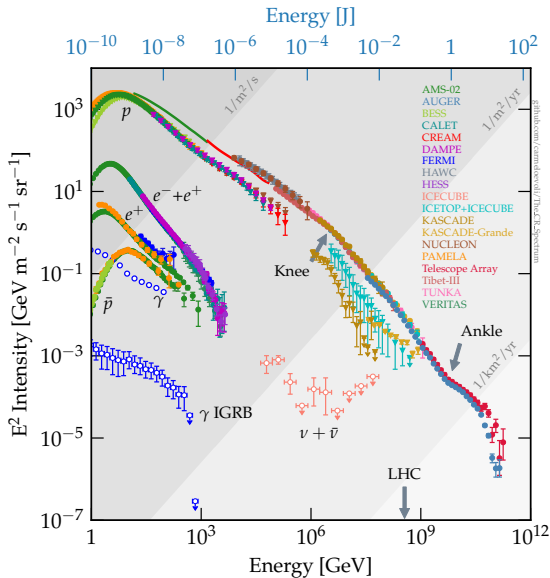 Energy [J]
10^−10 10^−8 10^−6 10^−4 10^−2 1 10^2
E^2 Intensity [GeV m^−2 s^−1 sr^−1]
10^3
10
10^−1
10^−3
10^−5
10^−7
1/m^2/s
1/m^2/yr
1/km^2/yr
p
e^− + e^+
e^+
p̄
γ
γ IGRB
ν + ν̄
Knee
Ankle
LHC
AMS-02
AUGER
BESS
CALET
CREAM
DAMPE
FERMI
HAWC
HESS
ICECUBE
ICETOP+ICECUBE
KASCADE
KASCADE-Grande
NUCLEON
PAMELA
Telescope Array
Tibet-III
TUNKA
VERITAS
github.com/carmeloevoli/TheCR_Spectrum
1 10^3 10^6 10^9 10^12
Energy [GeV]